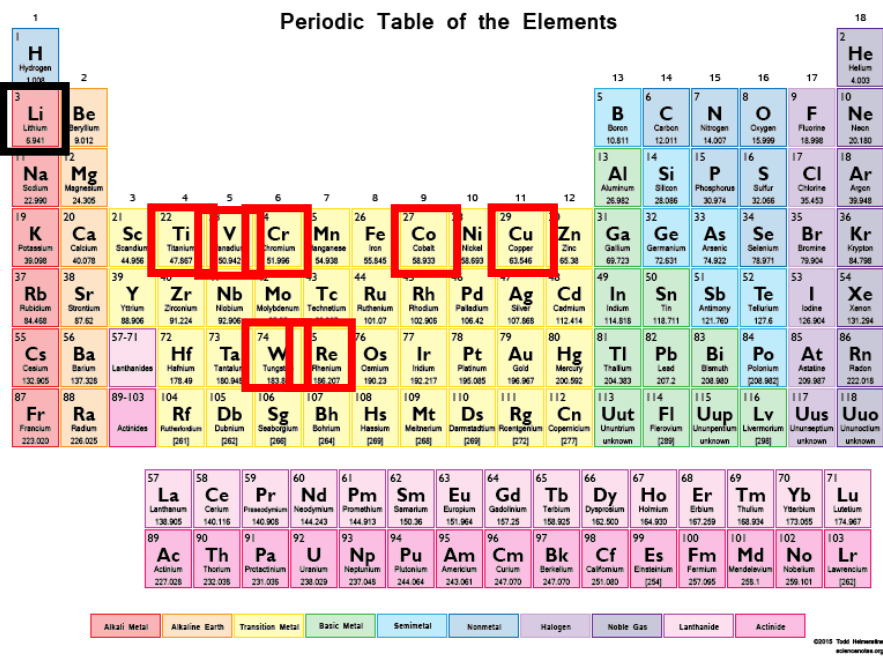 Periodic Table of the Elements
1 18
1 2
H He
Hydrogen Helium
1.008 2 13 14 15 16 17 4.003
3 4 5 6 7 8 9 10
Li Be B C N O F Ne
Lithium Beryllium Boron Carbon Nitrogen Oxygen Fluorine Neon
6.941 9.012 10.811 12.011 14.007 15.999 18.998 20.180
11 12 13 14 15 16 17 18
Na Mg Al Si P S Cl Ar
Sodium Magnesium 3 4 5 6 7 8 9 10 11 12 Aluminum Silicon Phosphorus Sulfur Chlorine Argon
22.990 24.305 26.982 28.086 30.974 32.066 35.453 39.948
19 20 21 22 26 27 28 29 30 31 32 33 34 35 36
K Ca Sc Ti V Cr Mn Fe Co Ni Cu Zn Ga Ge As Se Br Kr
Potassium Calcium Scandium Titanium Vanadium Chromium Manganese Iron Cobalt Nickel Copper Zinc Gallium Germanium Arsenic Selenium Bromine Krypton
39.098 40.078 44.956 47.867 50.942 51.996 54.938 55.845 58.933 58.693 63.546 65.38 69.723 72.631 74.922 78.971 79.904 84.798
37 38 39 40 41 42 43 44 45 46 47 48 49 50 51 52 53 54
Rb Sr Y Zr Nb Mo Tc Ru Rh Pd Ag Cd In Sn Sb Te I Xe
Rubidium Strontium Yttrium Zirconium Niobium Molybdenum Technetium Ruthenium Rhodium Palladium Silver Cadmium Indium Tin Antimony Tellurium Iodine Xenon
84.468 87.62 88.906 91.224 92.906 101.07 102.906 106.42 107.868 112.414 114.818 118.711 121.760 127.6 126.904 131.294
55 56 57-71 72 73 74 76 77 78 79 80 81 82 83 84 85 86
Cs Ba Hf Ta W Re Os Ir Pt Au Hg Tl Pb Bi Po At Rn
Cesium Barium Lanthanides Hafnium Tantalum Tungsten Rhenium Osmium Iridium Platinum Gold Mercury Thallium Lead Bismuth Polonium Astatine Radon
132.905 137.328 178.49 180.948 183.8 186.207 190.23 192.217 195.085 196.967 200.592 204.383 207.2 208.980 [208.982] 209.987 222.018
87 88 89-103 104 105 106 107 108 109 110 111 112 113 114 115 116 117 118
Fr Ra Rf Db Sg Bh Hs Mt Ds Rg Cn Uut Fl Uup Lv Uus Uuo
Francium Radium Actinides Rutherfordium Dubnium Seaborgium Bohrium Hassium Meitnerium Darmstadtium Roentgenium Copernicium Ununtrium Flerovium Ununpentium Livermorium Ununseptium Ununoctium
223.020 226.025 [261] [262] [266] [264] [269] [268] [269] [272] [277] unknown [289] unknown [298] unknown unknown
57 58 59 60 61 62 63 64 65 66 67 68 69 70 71
La Ce Pr Nd Pm Sm Eu Gd Tb Dy Ho Er Tm Yb Lu
Lanthanum Cerium Praseodymium Neodymium Promethium Samarium Europium Gadolinium Terbium Dysprosium Holmium Erbium Thulium Ytterbium Lutetium
138.905 140.116 140.908 144.243 144.913 150.36 151.964 157.25 158.925 162.500 164.930 167.259 168.934 173.055 174.967
89 90 91 92 93 94 95 96 97 98 99 100 101 102 103
Ac Th Pa U Np Pu Am Cm Bk Cf Es Fm Md No Lr
Actinium Thorium Protactinium Uranium Neptunium Plutonium Americium Curium Berkelium Californium Einsteinium Fermium Mendelevium Nobelium Lawrencium
227.028 232.038 231.036 238.029 237.048 244.064 243.061 247.070 247.070 251.080 [254] 257.095 258.1 259.101 [262]
Alkali Metal Alkaline Earth Transition Metal Basic Metal Semimetal Nonmetal Halogen Noble Gas Lanthanide Actinide
©2015 Todd Helmenstine
sciencenotes.org